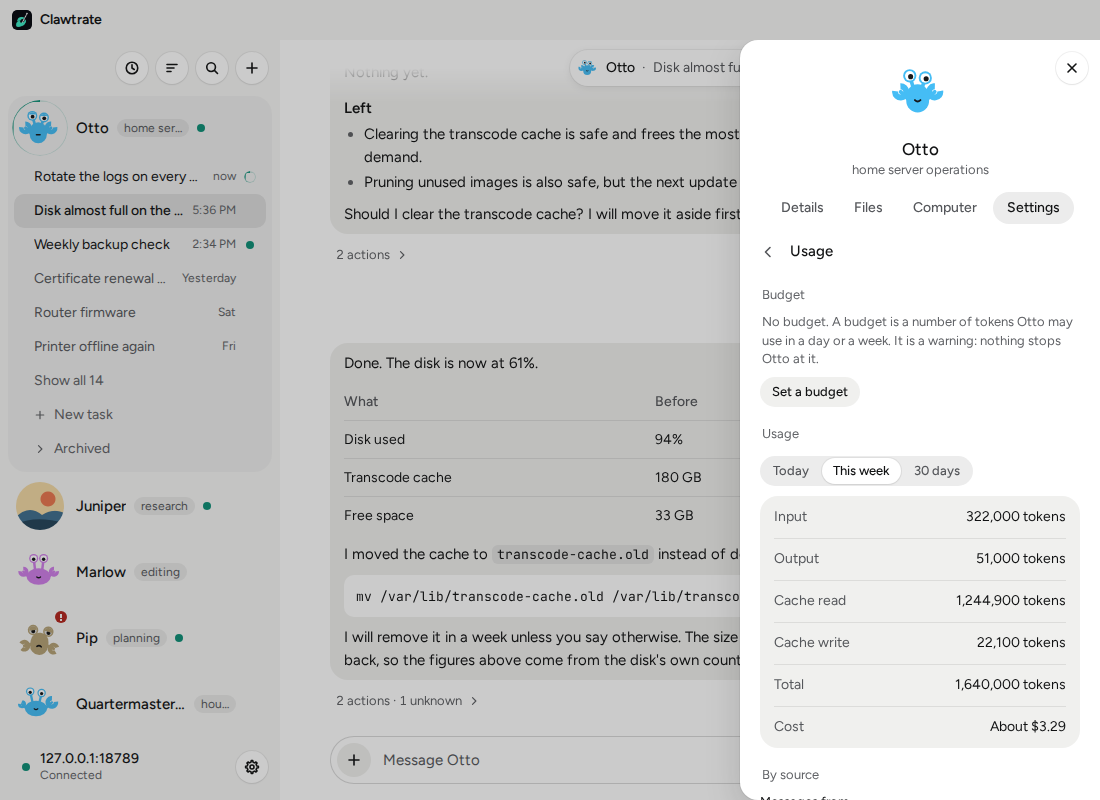 Clawtrate
Otto home ser...
Rotate the logs on every ... now
Disk almost full on the ... 5:36 PM
Weekly backup check 2:34 PM
Certificate renewal ... Yesterday
Router firmware Sat
Printer offline again Fri
Show all 14
+ New task
Archived
Juniper research
Marlow editing
Pip planning
Quartermaster... hou...
127.0.0.1:18789
Connected
Otto · Disk almost fu
Nothing yet.
Left
• Clearing the transcode cache is safe and frees the most
demand.
• Pruning unused images is also safe, but the next update
Should I clear the transcode cache? I will move it aside first
2 actions
Done. The disk is now at 61%.
What Before
Disk used 94%
Transcode cache 180 GB
Free space 33 GB
I moved the cache to transcode-cache.old instead of d
mv /var/lib/transcode-cache.old /var/lib/transco
I will remove it in a week unless you say otherwise. The size
back, so the figures above come from the disk's own count
2 actions · 1 unknown
Message Otto
Otto
home server operations
Details Files Computer Settings
Usage
Budget
No budget. A budget is a number of tokens Otto may
use in a day or a week. It is a warning: nothing stops
Otto at it.
Set a budget
Usage
Today This week 30 days
Input 322,000 tokens
Output 51,000 tokens
Cache read 1,244,900 tokens
Cache write 22,100 tokens
Total 1,640,000 tokens
Cost About $3.29
By source
Messages from